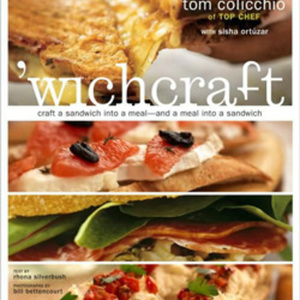 tom colicchio
of TOP CHEF
with sisha ortúzar
'wichcraft
craft a sandwich into a meal—and a meal into a sandwich
TEXT BY
rhona silverbush
PHOTOGRAPHS BY
bill bettencourt